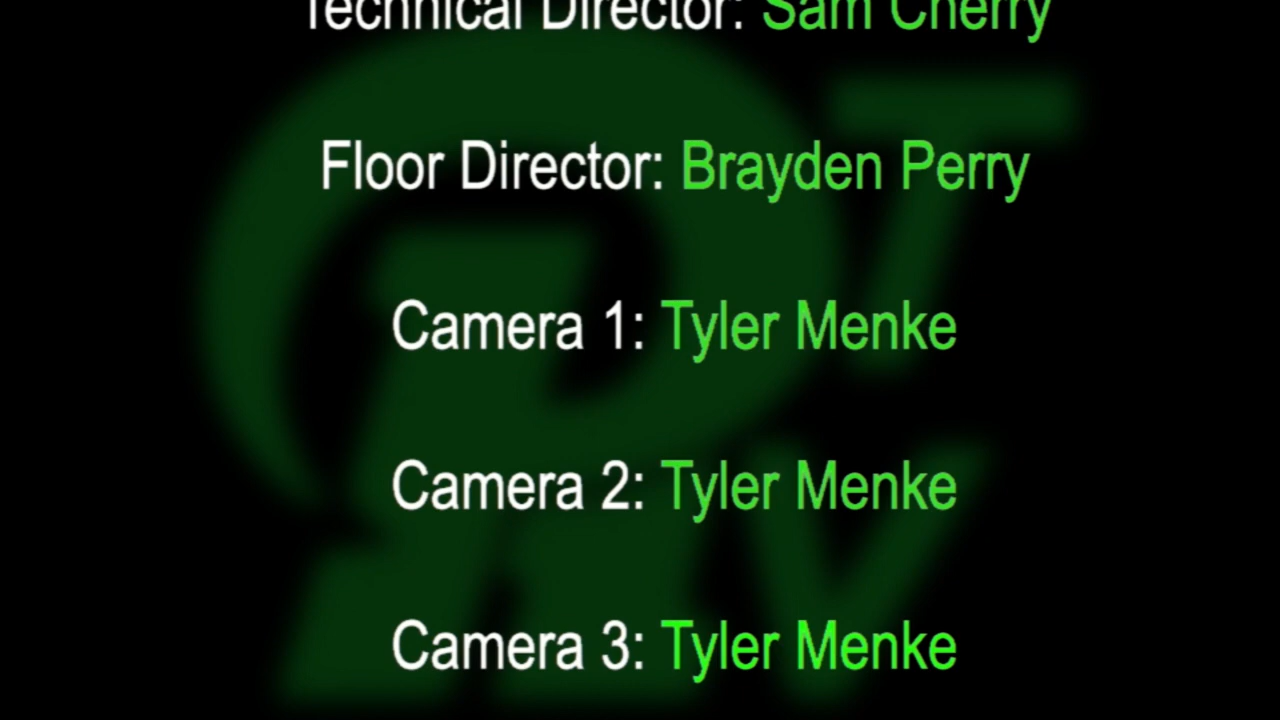 Technical Director: Sam Cherry
Floor Director: Brayden Perry
Camera 1: Tyler Menke
Camera 2: Tyler Menke
Camera 3: Tyler Menke
TV